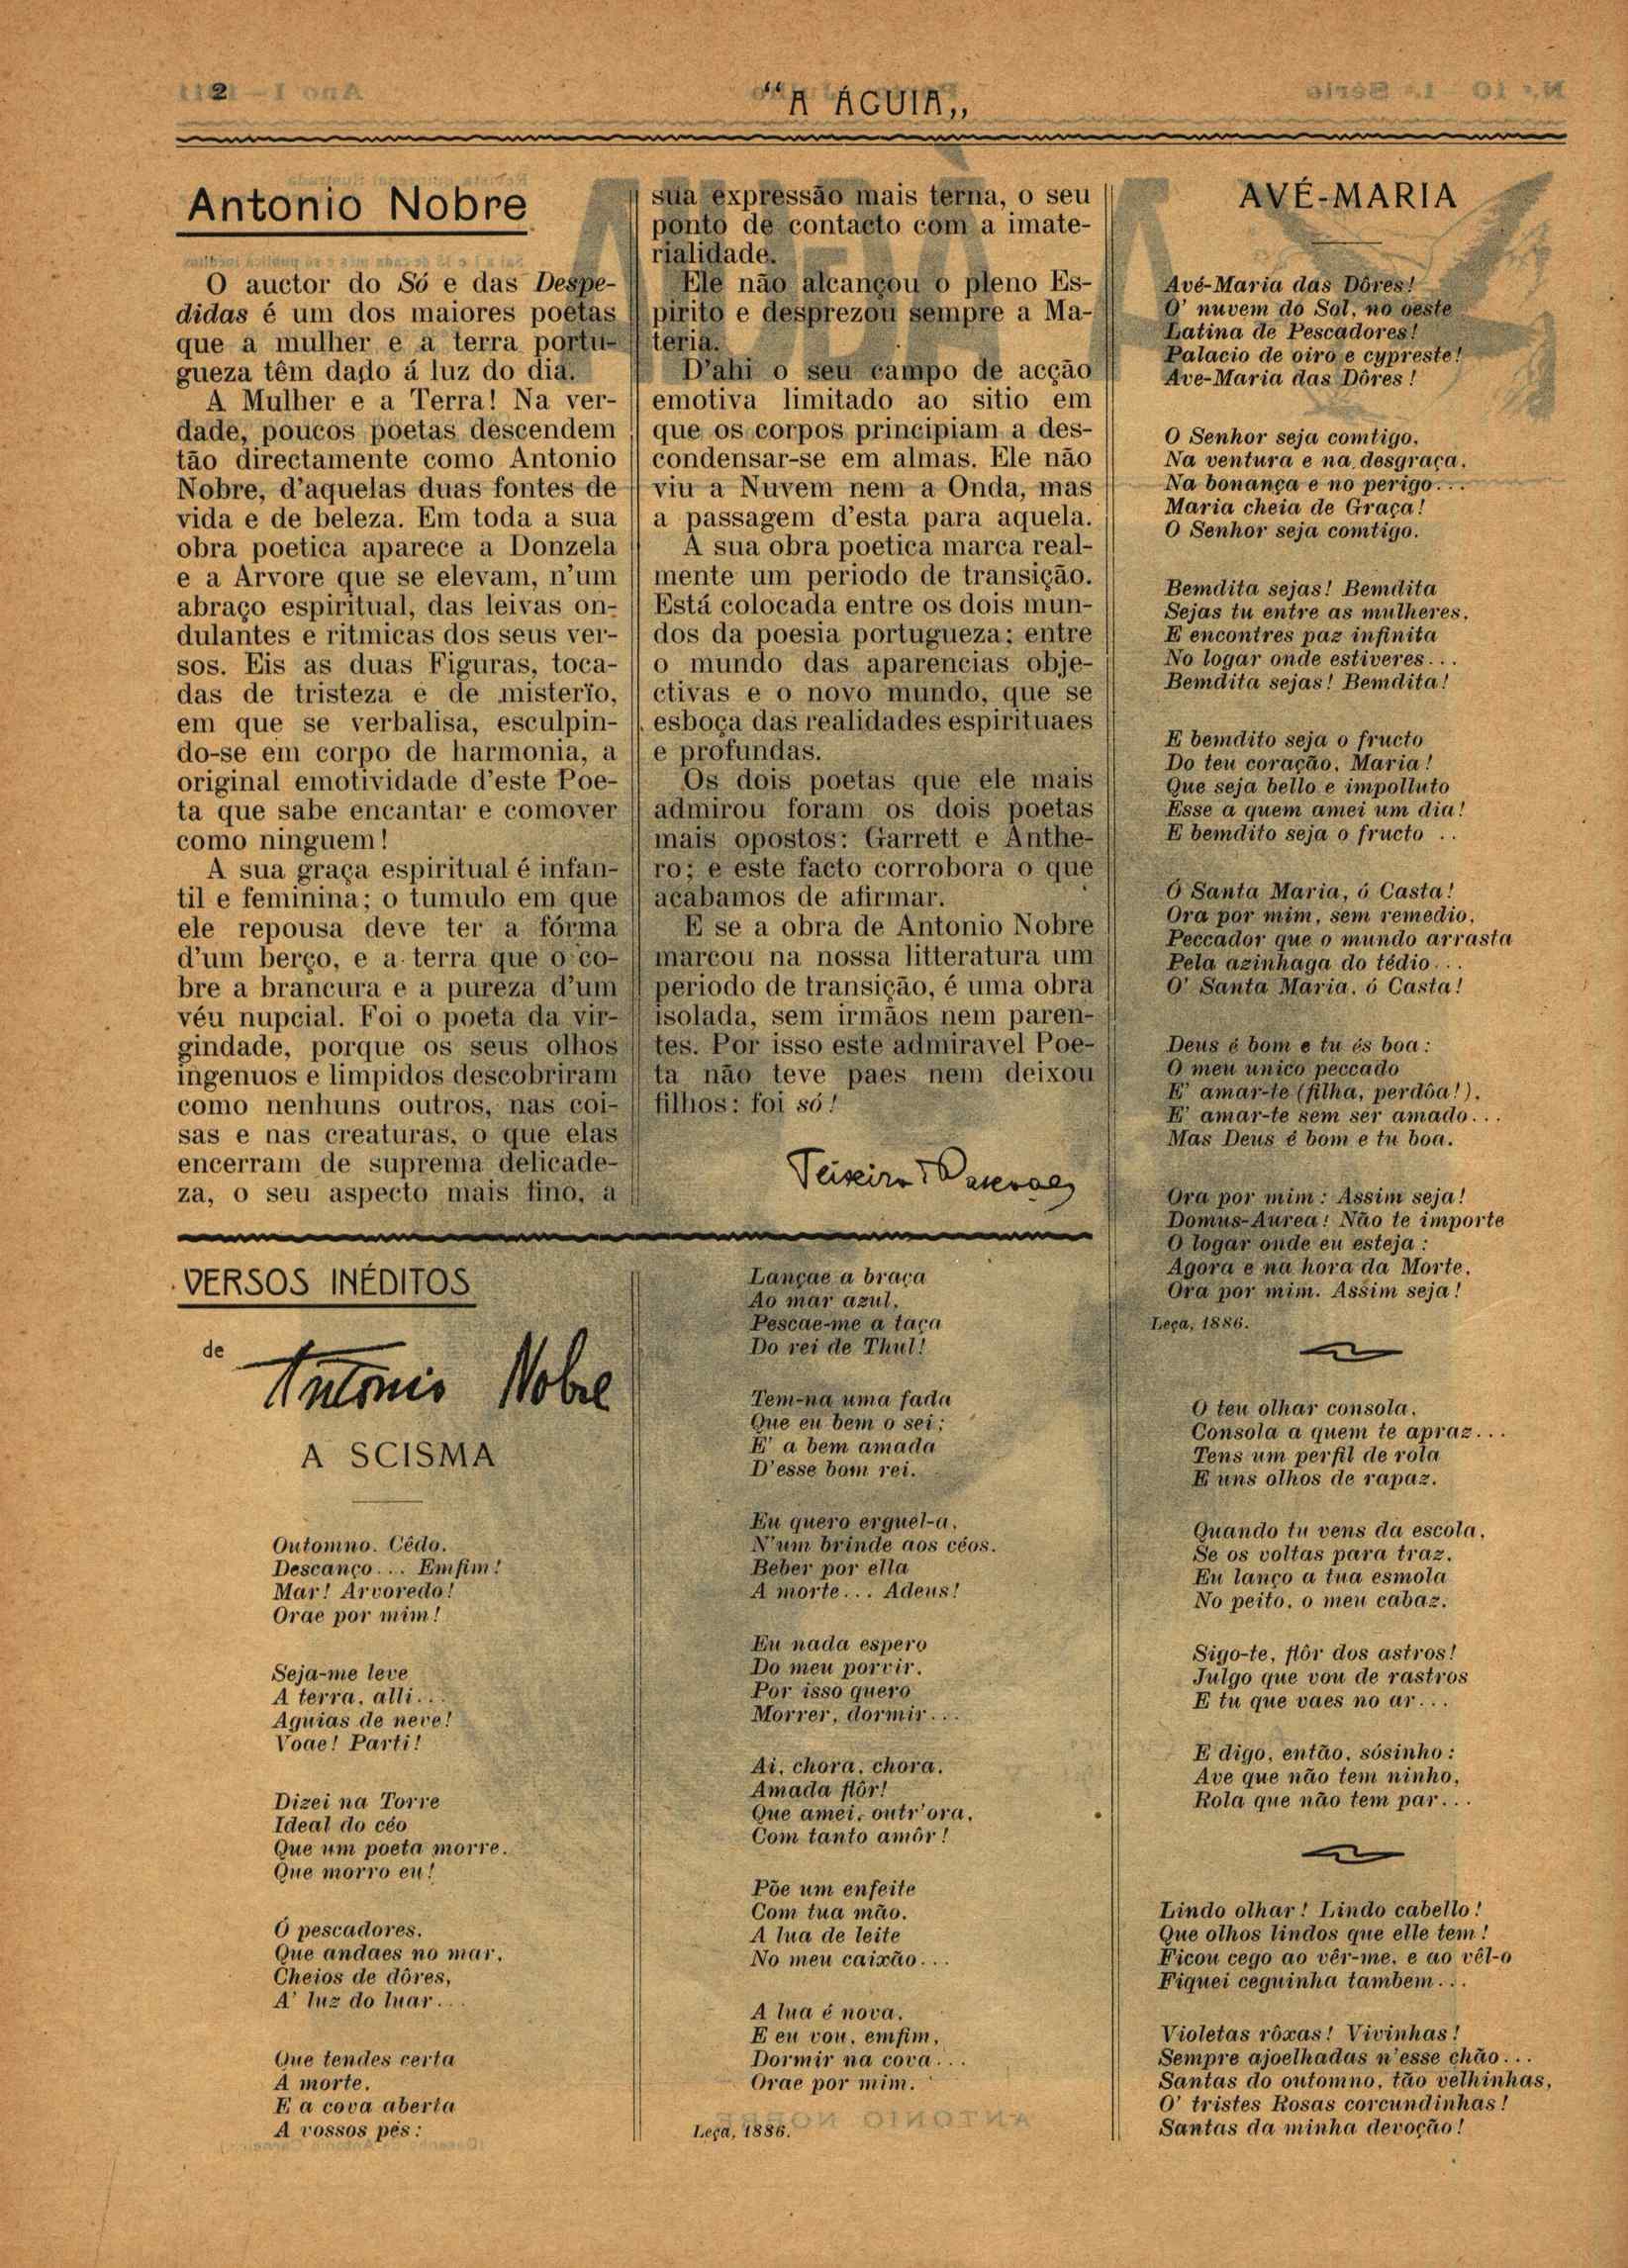 2
“A ÁGUIA„
Antonio Nobre
O auctor do Só e das Despe-
didas é um dos maiores poetas
que a mulher e a terra portu-
gueza têm dado á luz do dia.
A Mulher e a Terra! Na ver-
dade, poucos poetas descendem
tão directamente como Antonio
Nobre, d'aquelas duas fontes de
vida e de beleza. Em toda a sua
obra poetica aparece a Donzela
e a Arvore que se elevam, n'um
abraço espiritual, das leivas on-
dulantes e ritmicas dos seus ver-
sos. Eis as duas Figuras, toca-
das de tristeza e de misterio,
em que se verbalisa, esculpin-
do-se em corpo de harmonia, a
original emotividade d'este Poe-
ta que sabe encantar e comover
como ninguem!
A sua graça espiritual é infan-
til e feminina; o tumulo em que
ele repousa deve ter a fórma
d'um berço, e a terra que o co-
bre a brancura e a pureza d'um
véu nupcial. Foi o poeta da vir-
gindade, porque os seus olhos
ingenuos e limpidos descobriram
como nenhuns outros, nas coi-
sas e nas creaturas, o que elas
encerram de suprema delicade-
za, o seu aspecto mais fino, a
sua expressão mais terna, o seu
ponto de contacto com a imate-
rialidade.
Ele não alcançou o pleno Es-
pirito e desprezou sempre a Ma-
teria.
D'ahi o seu campo de acção
emotiva limitado ao sitio em
que os corpos principiam a des-
condensar-se em almas. Ele não
viu a Nuvem nem a Onda, mas
a passagem d'esta para aquela.
A sua obra poetica marca real-
mente um periodo de transição.
Está colocada entre os dois mun-
dos da poesia portugueza; entre
o mundo das aparencias obje-
ctivas e o novo mundo, que se
esboça das realidades espirituaes
e profundas.
Os dois poetas que ele mais
admirou foram os dois poetas
mais opostos: Garrett e Anthe-
ro; e este facto corrobora o que
acabamos de afirmar.
E se a obra de Antonio Nobre
marcou na nossa litteratura um
periodo de transição, é uma obra
isolada, sem irmãos nem paren-
tes. Por isso este admiravel Poe-
ta não teve paes nem deixou
filhos: foi só!
Teixeira de Pascoaes
VERSOS INÉDITOS
de
Antonio Nobre
A SCISMA
Outomno. Cêdo.
Descanço... Emfim!
Mar! Arvoredo!
Orae por mim!
Seja-me leve
A terra, alli...
Aguias de neve!
Voae! Parti!
Dizei na Torre
Ideal do céo
Que um poeta morre.
Que morro eu!
Ó pescadores.
Que andaes no mar,
Cheios de dôres,
A' luz do luar...
Que tendes certa
A morte,
E a cova aberta
A vossos pés:
Lançae a braça
Ao mar azul,
Pescae-me a taça
Do rei de Thul!
Tem-na uma fada
Que eu bem o sei;
E' a bem amada
D'esse bom rei.
Eu quero erguel-a,
N'um brinde aos céos.
Beber por ella
A morte... Adeus!
Eu nada espero
Do meu porvir,
Por isso quero
Morrer, dormir...
Ai, chora, chora,
Amada flôr!
Que amei, outr'ora,
Com tanto amôr!
Põe um enfeite
Com tua mão.
A lua de leite
No meu caixão...
A lua é nova,
E eu vou, emfim,
Dormir na cova...
Orae por mim.
Leça, 1886.
AVÉ-MARIA
Avé-Maria das Dôres!
O' nuvem do Sol, no oeste
Latina de Pescadores!
Palacio de oiro e cypreste!
Ave-Maria das Dôres!
O Senhor seja comtigo,
Na ventura e na desgraça,
Na bonança e no perigo...
Maria cheia de Graça!
O Senhor seja comtigo.
Bemdita sejas! Bemdita
Sejas tu entre as mulheres,
E encontres paz infinita
No logar onde estiveres...
Bemdita sejas! Bemdita!
E bemdito seja o fructo
Do teu coração, Maria!
Que seja bello e impolluto
Esse a quem amei um dia!
E bemdito seja o fructo ..
Ó Santa Maria, ó Casta!
Ora por mim, sem remedio,
Peccador que o mundo arrasta
Pela azinhaga do tédio...
O' Santa Maria, ó Casta!
Deus é bom e tu és boa:
O meu unico peccado
E' amar-te (filha, perdôa!),
E' amar-te sem ser amado...
Mas Deus é bom e tu boa.
Ora por mim: Assim seja!
Domus-Aurea! Não te importe
O logar onde eu esteja:
Agora e na hora da Morte,
Ora por mim. Assim seja!
Leça, 1886.
O teu olhar consola,
Consola a quem te apraz...
Tens um perfil de rola
E uns olhos de rapaz.
Quando tu vens da escola,
Se os voltas para traz,
Eu lanço a tua esmola
No peito, o meu cabaz.
Sigo-te, flôr dos astros!
Julgo que vou de rastros
E tu que vaes no ar...
E digo, então, sósinho:
Ave que não tem ninho,
Rola que não tem par...
Lindo olhar! Lindo cabello!
Que olhos lindos que elle tem!
Ficou cego ao vêr-me, e ao vêl-o
Fiquei ceguinha tambem...
Violetas rôxas! Vivinhas!
Sempre ajoelhadas n'esse chão...
Santas do outomno, tão velhinhas,
O' tristes Rosas corcundinhas!
Santas da minha devoção!